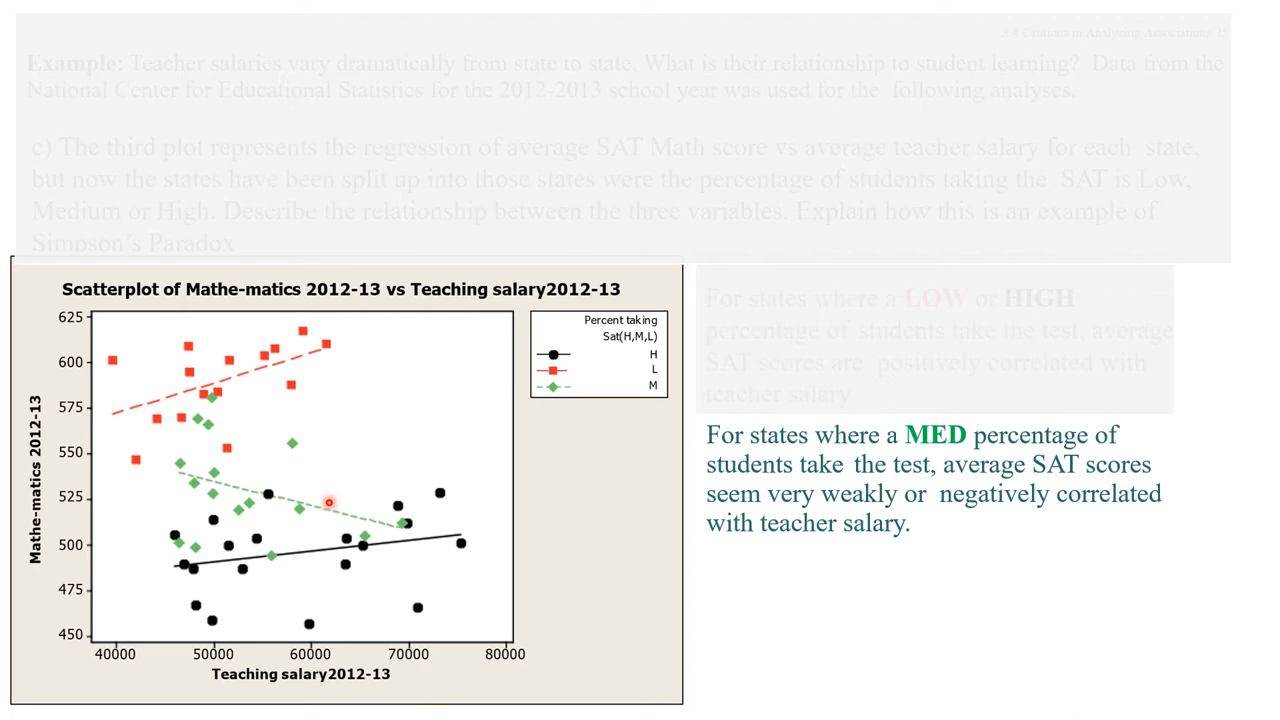 2.4 Cautions in Analyzing Associations 15
Example: Teacher salaries vary dramatically from state to state. What is their relationship to student learning? Data from the
National Center for Educational Statistics for the 2012-2013 school year was used for the following analyses.
c) The third plot represents the regression of average SAT Math score vs average teacher salary for each state,
but now the states have been split up into those states were the percentage of students taking the SAT is Low,
Medium or High. Describe the relationship between the three variables. Explain how this is an example of
Simpson's Paradox
Scatterplot of Mathe-matics 2012-13 vs Teaching salary2012-13
625
600
575
550
525
500
475
450
Mathe-matics 2012-13
40000 50000 60000 70000 80000
Teaching salary2012-13
Percent taking
Sat(H,M,L)
H
L
M
For states where a LOW or HIGH
percentage of students take the test, average
SAT scores are positively correlated with
teacher salary
For states where a MED percentage of
students take the test, average SAT scores
seem very weakly or negatively correlated
with teacher salary.